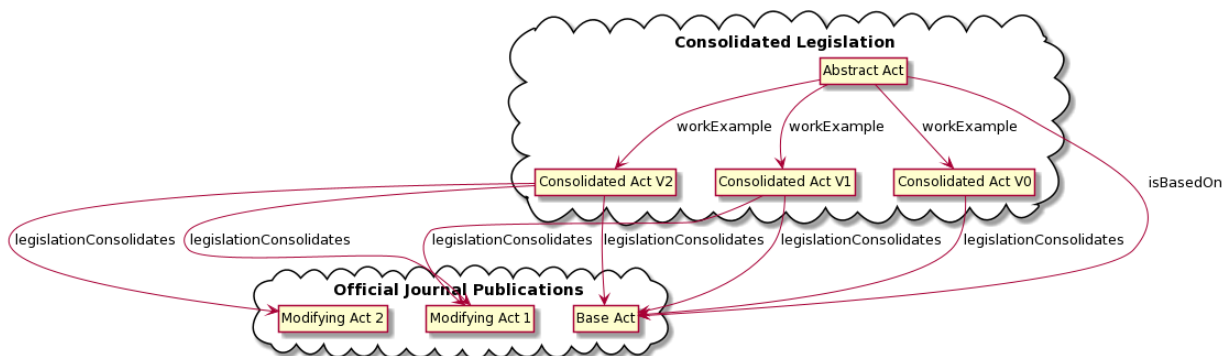 Consolidated Legislation
Abstract Act
workExample
workExample
workExample
Consolidated Act V2
Consolidated Act V1
Consolidated Act V0
isBasedOn
legislationConsolidates
legislationConsolidates
legislationConsolidates
legislationConsolidates
legislationConsolidates
legislationConsolidates
Official Journal Publications
Modifying Act 2
Modifying Act 1
Base Act